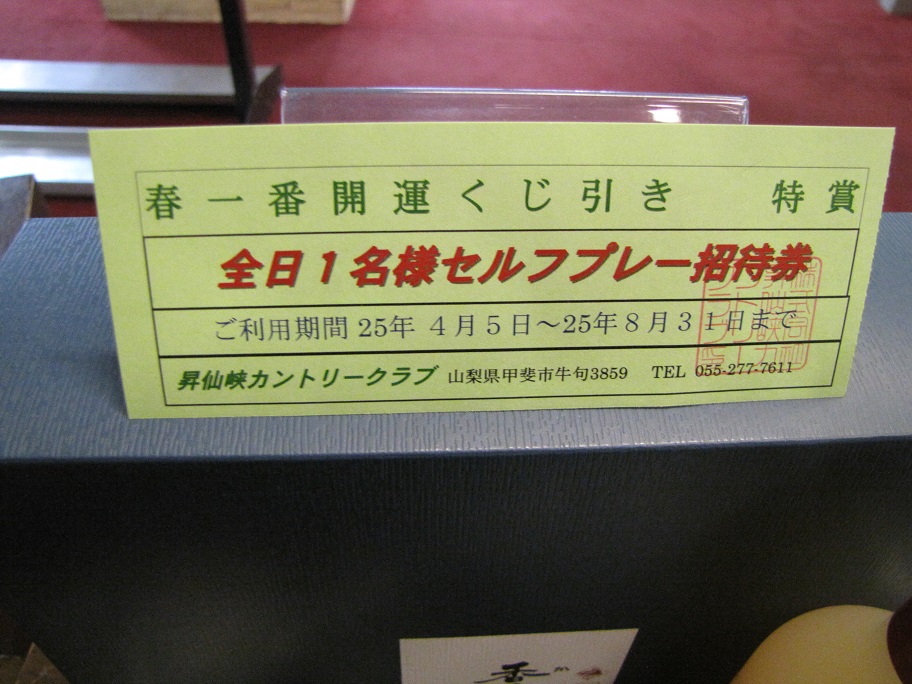 春一番開運くじ引き 特賞
全日1名様セルフプレー招待券
ご利用期間 25年 4月5日～25年8月31日まで
昇仙峡カントリークラブ 山梨県甲斐市牛句3859 TEL 055-277-7611
香